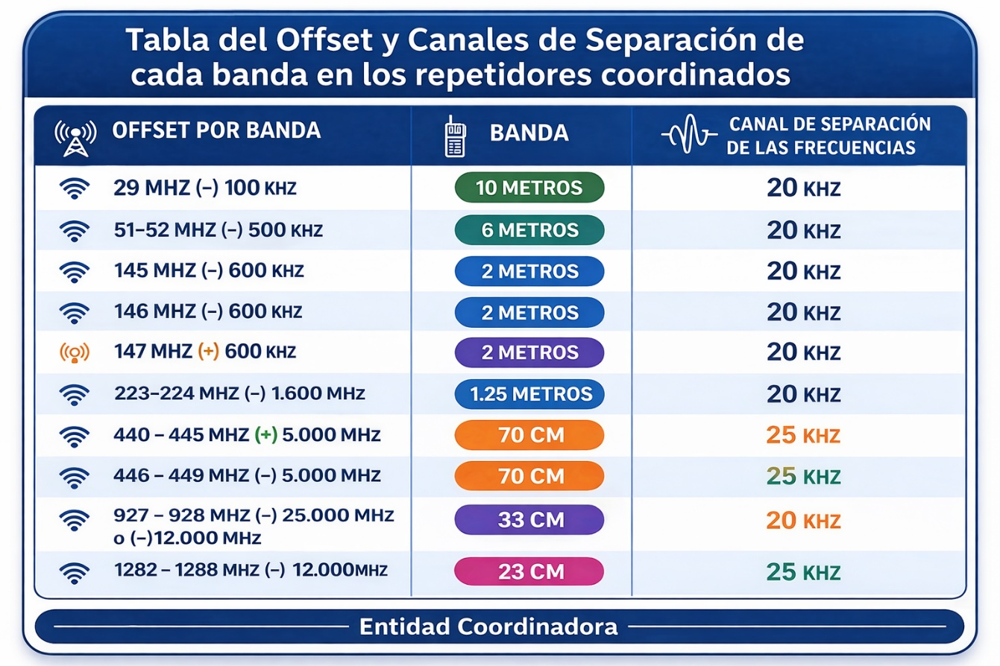 Tabla del Offset y Canales de Separación de
cada banda en los repetidores coordinados
OFFSET POR BANDA
BANDA
CANAL DE SEPARACIÓN
DE LAS FRECUENCIAS
29 MHZ (–) 100 KHZ 10 METROS 20 KHZ
51–52 MHZ (–) 500 KHZ 6 METROS 20 KHZ
145 MHZ (–) 600 KHZ 2 METROS 20 KHZ
146 MHZ (–) 600 KHZ 2 METROS 20 KHZ
147 MHZ (+) 600 KHZ 2 METROS 20 KHZ
223–224 MHZ (–) 1.600 MHz 1.25 METROS 20 KHZ
440 – 445 MHZ (+) 5.000 MHz 70 CM 25 KHZ
446 – 449 MHZ (–) 5.000 MHz 70 CM 25 KHZ
927 – 928 MHZ (–) 25.000 MHz
o (–)12.000 MHz 33 CM 20 KHZ
1282 – 1288 MHZ (–) 12.000MHZ 23 CM 25 KHZ
Entidad Coordinadora